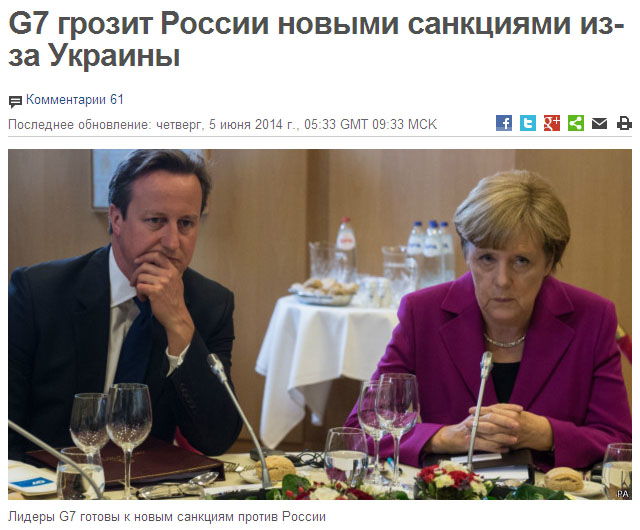 G7 грозит России новыми санкциями из-
за Украины
Комментарии 61
Последнее обновление: четверг, 5 июня 2014 г., 05:33 GMT 09:33 MCK
PA
Лидеры G7 готовы к новым санкциям против России